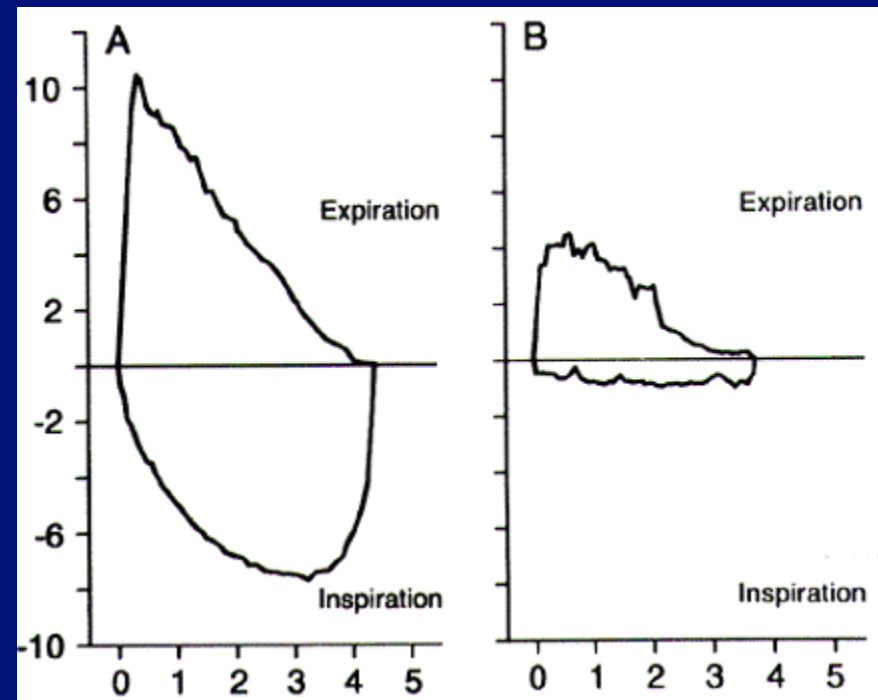 A
10
6
2
-2
-6
-10
Expiration
Inspiration
0 1 2 3 4 5
B
Expiration
Inspiration
0 1 2 3 4 5